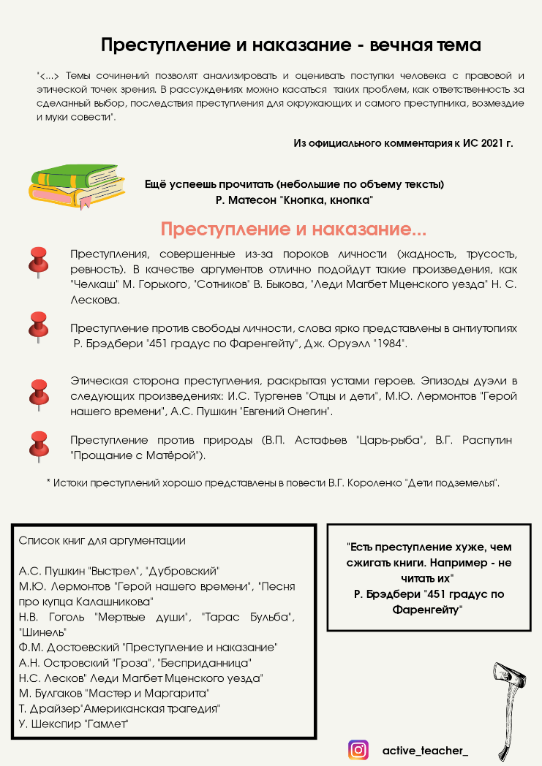 Преступление и наказание - вечная тема
"<...> Темы сочинений позволят анализировать и оценивать поступки человека с правовой и
этической точек зрения. В рассуждениях можно касаться таких проблем, как ответственность за
сделанный выбор, последствия преступления для окружающих и самого преступника, возмездие
и муки совести".
Из официального комментария к ИС 2021 г.
Ещё успеешь прочитать (небольшие по объему тексты)
Р. Матесон "Кнопка, кнопка"
Преступление и наказание...
Преступления, совершенные из-за пороков личности (жадность, трусость,
ревность). В качестве аргументов отлично подойдут такие произведения, как
"Челкаш" М. Горького, "Сотников" В. Быкова, "Леди Магбет Мценского уезда" Н. С.
Лескова.
Преступление против свободы личности, слова ярко представлены в антиутопиях
Р. Брэдбери "451 градус по Фаренгейту", Дж. Оруэлл "1984".
Этическая сторона преступления, раскрытая устами героев. Эпизоды дуэли в
следующих произведениях: И.С. Тургенев "Отцы и дети", М.Ю. Лермонтов "Герой
нашего времени", А.С. Пушкин "Евгений Онегин".
Преступление против природы (В.П. Астафьев "Царь-рыба", В.Г. Распутин
"Прощание с Матёрой").
* Истоки преступлений хорошо представлены в повести В.Г. Короленко "Дети подземелья".
Список книг для аргументации
А.С. Пушкин "Выстрел", "Дубровский"
М.Ю. Лермонтов "Герой нашего времени", "Песня
про купца Калашникова"
Н.В. Гоголь "Мертвые души", "Тарас Бульба",
"Шинель"
Ф.М. Достоевский "Преступление и наказание"
А.Н. Островский "Гроза", "Бесприданница"
Н.С. Лесков" Леди Магбет Мценского уезда"
М. Булгаков "Мастер и Маргарита"
Т. Драйзер"Американская трагедия"
У. Шекспир "Гамлет"
"Есть преступление хуже, чем
сжигать книги. Например - не
читать их"
Р. Брэдбери "451 градус по
Фаренгейту"
active_teacher_